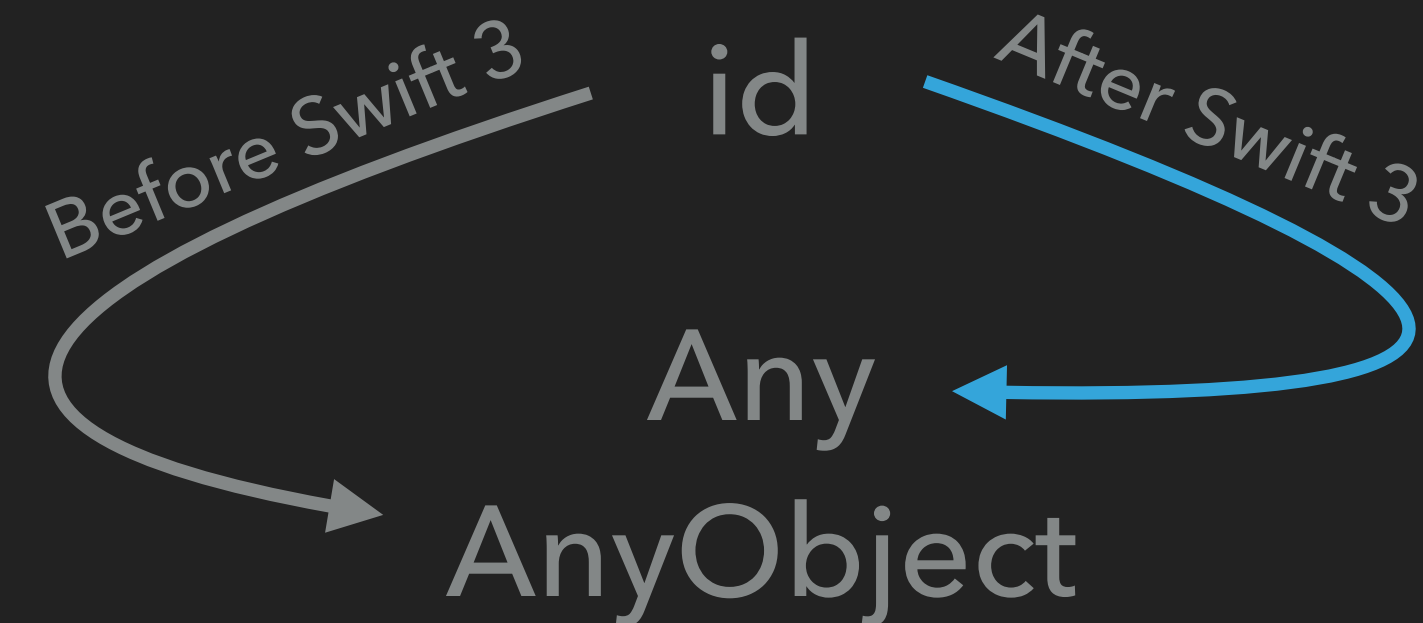 Before Swift 3
id
After Swift 3
Any
AnyObject